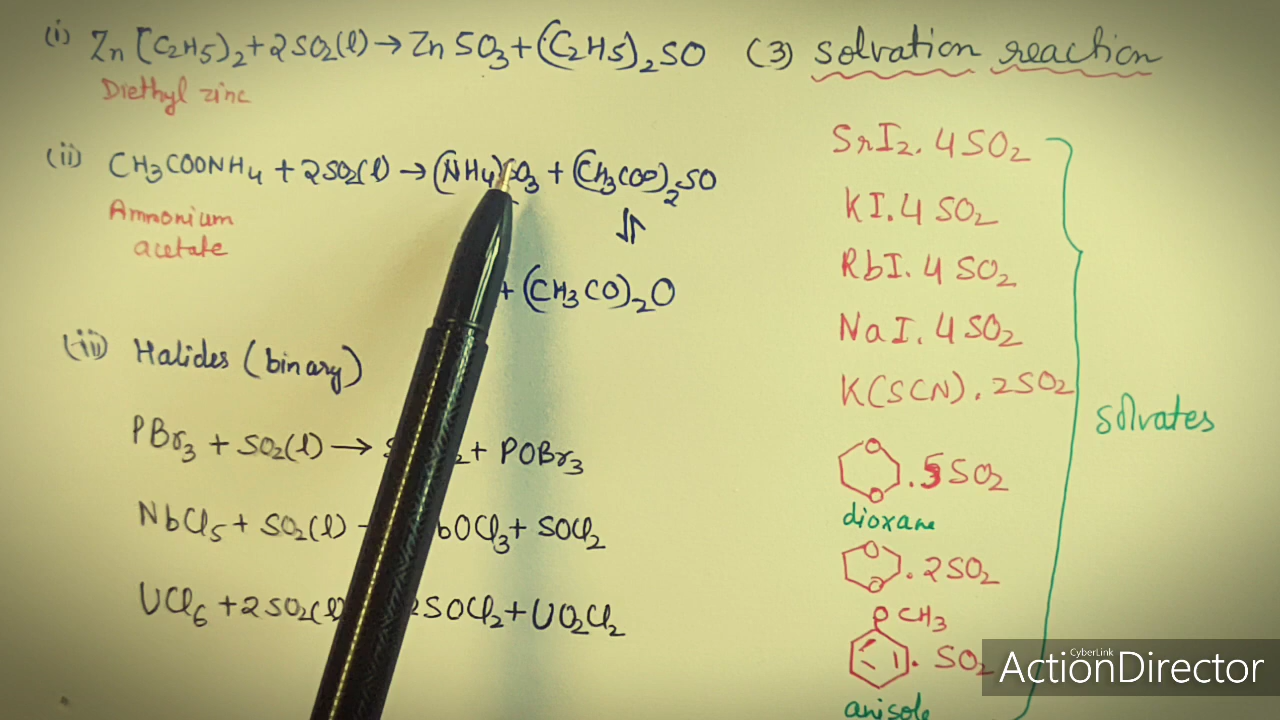 (i) Zn(C2H5)2+2SO2(l)→ZnSO3+(C2H5)2SO
Diethyl zinc
(ii) CH3COONH4+2SO2(l)→(NH4)SO3+(CH3COO)2SO
Ammonium
acetate
⇌
+(CH3CO)2O
(iii) Halides (binary)
PBr3+SO2(l)→ +POBr3
NbCl5+SO2(l) OCl3+SOCl2
UCl6+2SO2(l) 2SOCl2+UO2Cl2
(3) solvation reaction
SrI2.4SO2
KI.4SO2
RbI.4SO2
NaI.4SO2
K(SCN).2SO2
O O .5SO2
dioxane
O O .2SO2
OCH3
.SO2
anisole
solvates
CyberLink
ActionDirector